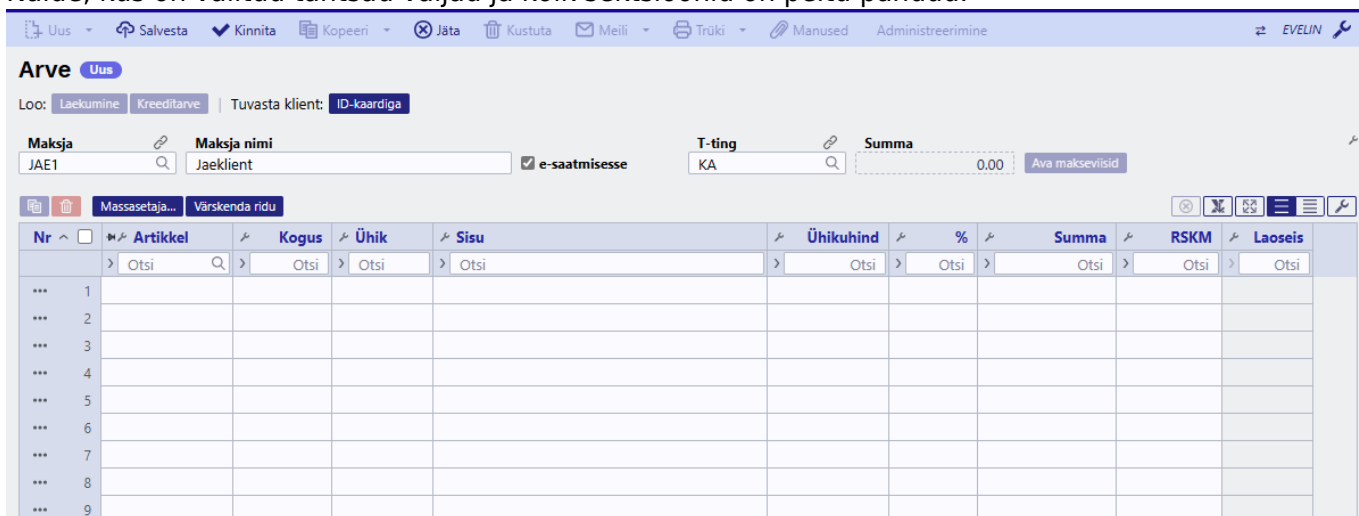 Uus Salvesta Kinnita Kopeeri Jäta Kustuta Meili Trüki Manused Administreerimine EVELIN
Arve Uus
Loo: Laekumine Kreeditarve | Tuvasta klient: ID-kaardiga
Maksja Maksja nimi T-ting Summa
JAE1 Jaeklient e-saatmisesse KA 0.00 Ava makseviisid
Massasetaja... Värskenda ridu
Nr Artikkel Kogus Ühik Sisu Ühikuhind % Summa RSKM Laoseis
Otsi Otsi Otsi Otsi Otsi Otsi Otsi Otsi Otsi
1
2
3
4
5
6
7
8
9